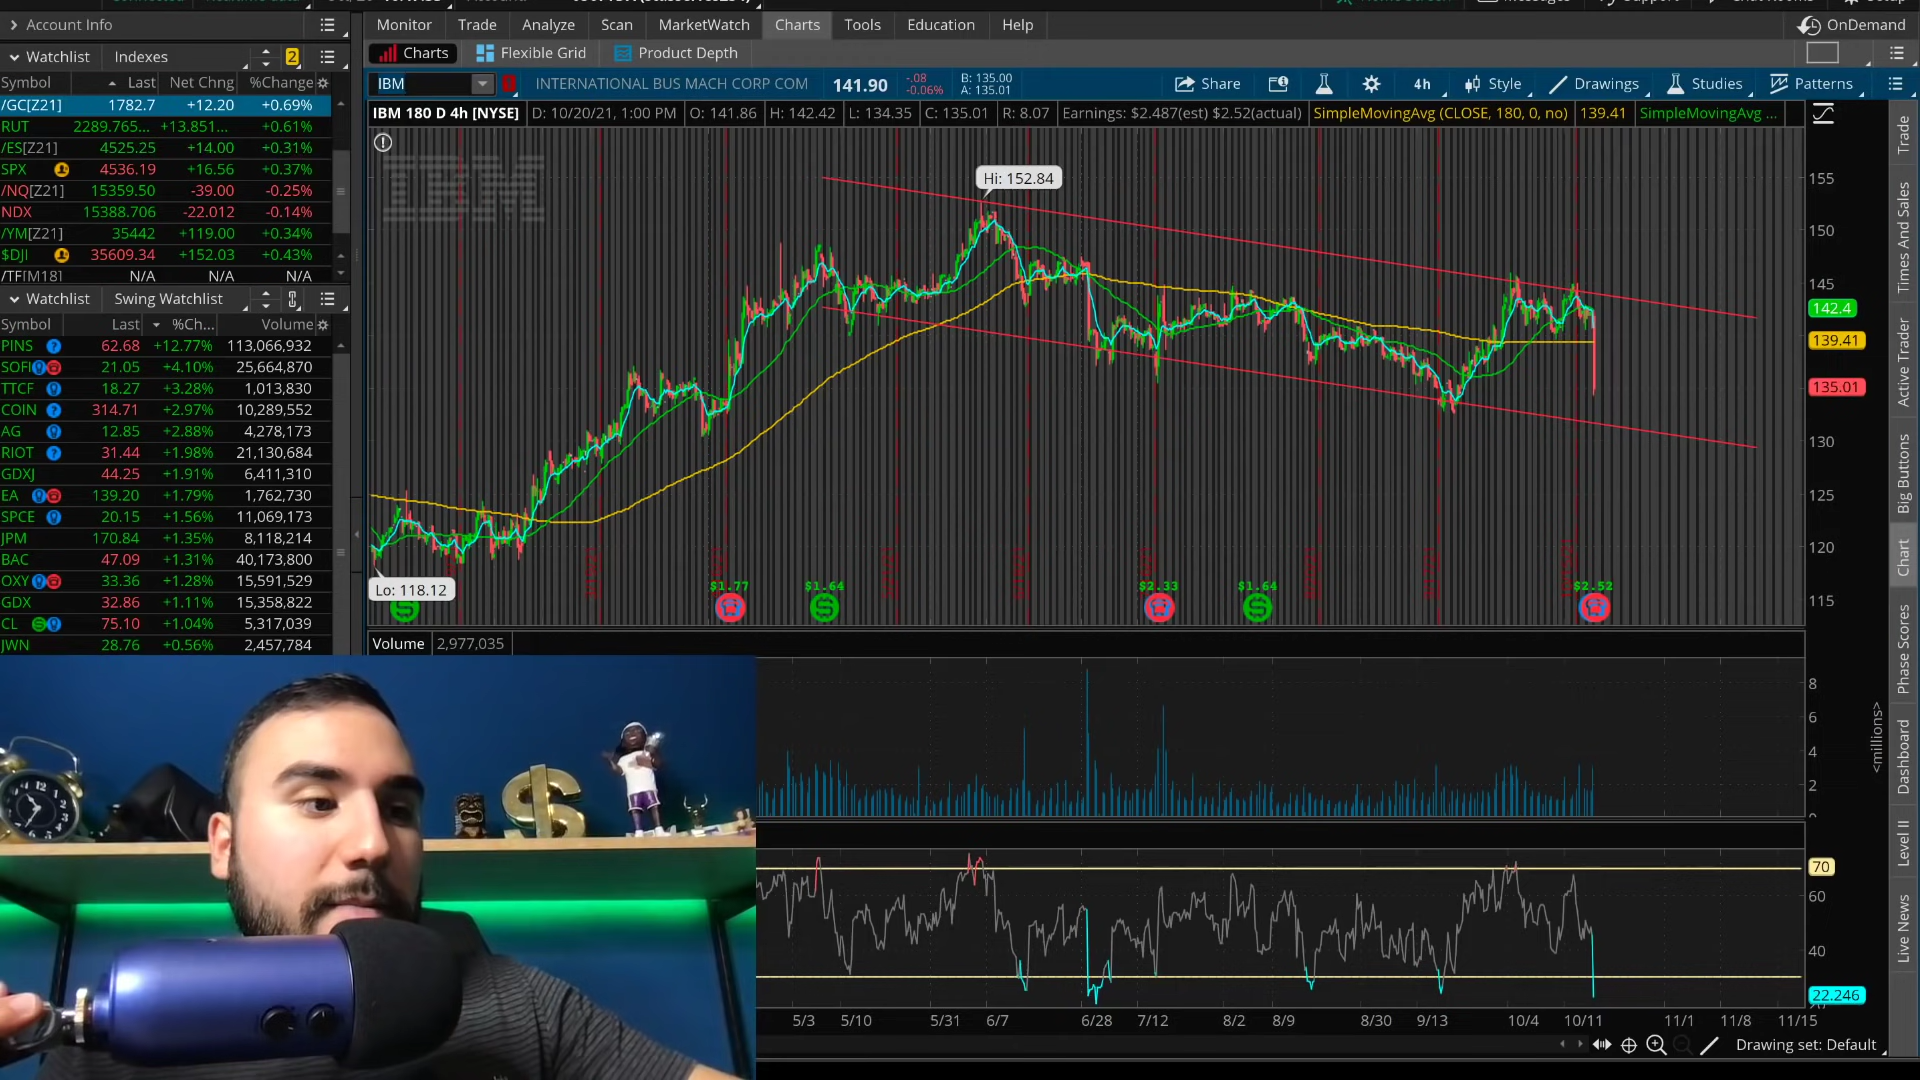 Account Info
Monitor Trade Analyze Scan MarketWatch Charts Tools Education Help
OnDemand
Watchlist Indexes 2
Charts Flexible Grid Product Depth
Symbol Last Net Chng %Change
/GC[Z21] 1782.7 +12.20 +0.69%
RUT 2289.765... +13.851... +0.61%
/ES[Z21] 4525.25 +14.00 +0.31%
SPX 4536.19 +16.56 +0.37%
/NQ[Z21] 15359.50 -39.00 -0.25%
NDX 15388.706 -22.012 -0.14%
/YM[Z21] 35442 +119.00 +0.34%
$DJI 35609.34 +152.03 +0.43%
/TF[M18] N/A N/A N/A
Watchlist Swing Watchlist
Symbol Last %Ch... Volume
PINS 62.68 +12.77% 113,066,932
SOFI 21.05 +4.10% 25,664,870
TTCF 18.27 +3.28% 1,013,830
COIN 314.71 +2.97% 10,289,552
AG 12.85 +2.88% 4,278,173
RIOT 31.44 +1.98% 21,130,684
GDXJ 44.25 +1.91% 6,411,310
EA 139.20 +1.79% 1,762,730
SPCE 20.15 +1.56% 11,069,173
JPM 170.84 +1.35% 8,118,214
BAC 47.09 +1.31% 40,173,800
OXY 33.36 +1.28% 15,591,529
GDX 32.86 +1.11% 15,358,822
CL 75.10 +1.04% 5,317,039
JWN 28.76 +0.56% 2,457,784
IBM INTERNATIONAL BUS MACH CORP COM 141.90 -.08 -0.06% B: 135.00 A: 135.01 Share 4h Style Drawings Studies Patterns
IBM 180 D 4h [NYSE] D: 10/20/21, 1:00 PM O: 141.86 H: 142.42 L: 134.35 C: 135.01 R: 8.07 Earnings: $2.487(est) $2.52(actual) SimpleMovingAvg (CLOSE, 180, 0, no) 139.41 SimpleMovingAvg ...
IBM
Hi: 152.84
Lo: 118.12
$1.77 $1.64 $2.33 $1.64 $2.52
155
150
145
142.4
139.41
135.01
130
125
120
115
Volume 2,977,035
8
6
4
2
<millions>
70
60
40
22.246
5/3 5/10 5/31 6/7 6/28 7/12 8/2 8/9 8/30 9/13 10/4 10/11 11/1 11/8 11/15
Drawing set: Default
Trade
Times And Sales
Active Trader
Big Buttons
Chart
Phase Scores
Dashboard
Level II
Live News